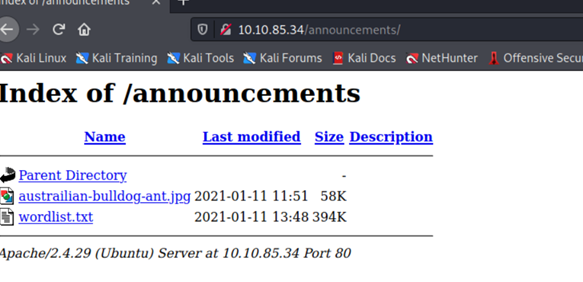 Index of /announcements
10.10.85.34/announcements/
Kali Linux Kali Training Kali Tools Kali Forums Kali Docs NetHunter Offensive Secu
Index of /announcements
Name Last modified Size Description
Parent Directory -
austrailian-bulldog-ant.jpg 2021-01-11 11:51 58K
wordlist.txt 2021-01-11 13:48 394K
Apache/2.4.29 (Ubuntu) Server at 10.10.85.34 Port 80